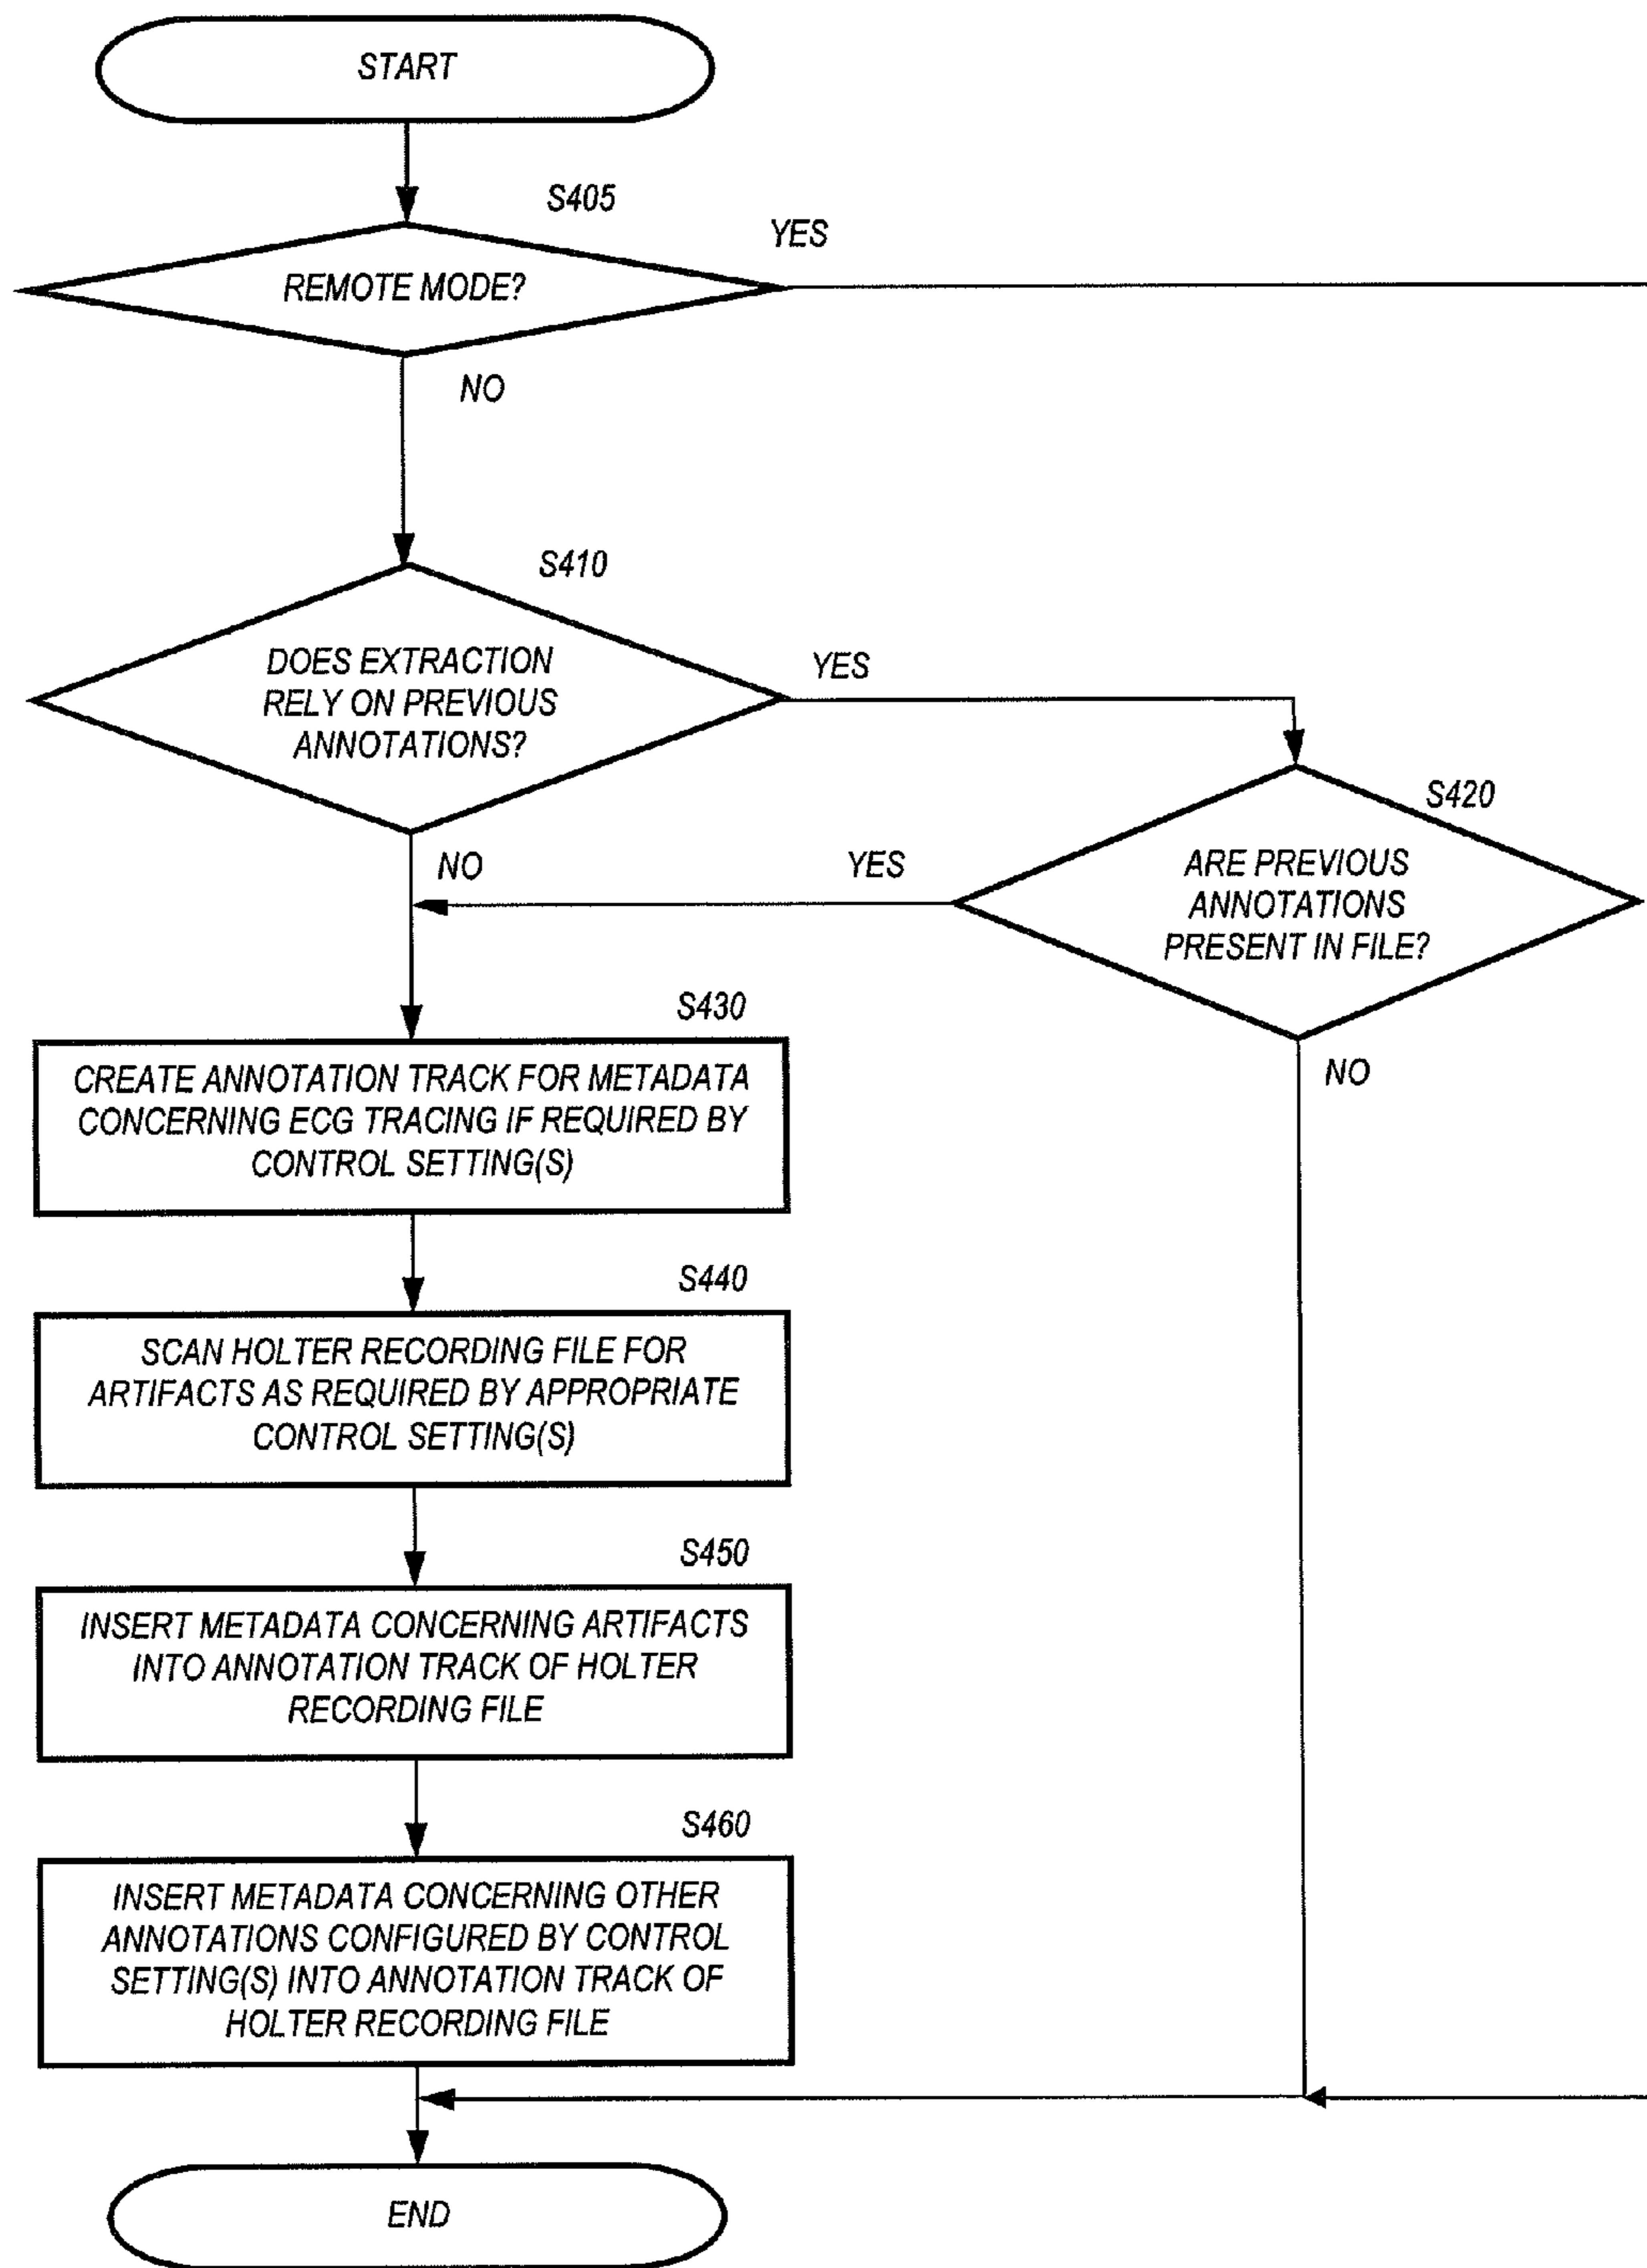 START
S405
YES
REMOTE MODE?
NO
S410
DOES EXTRACTION
RELY ON PREVIOUS
ANNOTATIONS?
YES
S420
NO
YES
ARE PREVIOUS
ANNOTATIONS
PRESENT IN FILE?
S430
NO
CREATE ANNOTATION TRACK FOR METADATA
CONCERNING ECG TRACING IF REQUIRED BY
CONTROL SETTING(S)
S440
SCAN HOLTER RECORDING FILE FOR
ARTIFACTS AS REQUIRED BY APPROPRIATE
CONTROL SETTING(S)
S450
INSERT METADATA CONCERNING ARTIFACTS
INTO ANNOTATION TRACK OF HOLTER
RECORDING FILE
S460
INSERT METADATA CONCERNING OTHER
ANNOTATIONS CONFIGURED BY CONTROL
SETTING(S) INTO ANNOTATION TRACK OF
HOLTER RECORDING FILE
END